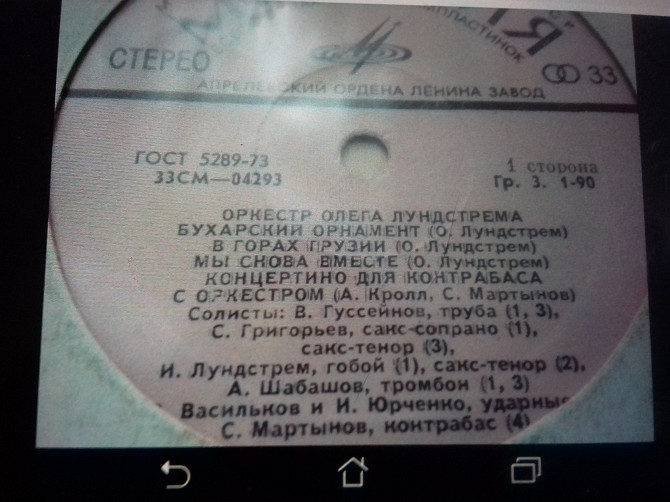 МЕЛОДИЯ
ПЛАСТИНОК
СТЕРЕО
33
АПРЕЛЕВСКИЙ ОРДЕНА ЛЕНИНА ЗАВОД
ГОСТ 5289-73
33СМ—04293
1 сторона
Гр. 3. 1-90
ОРКЕСТР ОЛЕГА ЛУНДСТРЕМА
БУХАРСКИЙ ОРНАМЕНТ (О. Лундстрем)
В ГОРАХ ГРУЗИИ (О. Лундстрем)
МЫ СНОВА ВМЕСТЕ (О. Лундстрем)
КОНЦЕРТИНО ДЛЯ КОНТРАБАСА
С ОРКЕСТРОМ (А. Кролл, С. Мартынов)
Солисты: В. Гуссейнов, труба (1, 3),
С. Григорьев, сакс-сопрано (1),
сакс-тенор (3),
И. Лундстрем, гобой (1), сакс-тенор (2),
А. Шабашов, тромбон (1, 3)
Васильков и И. Юрченко, ударные
С. Мартынов, контрабас (4)